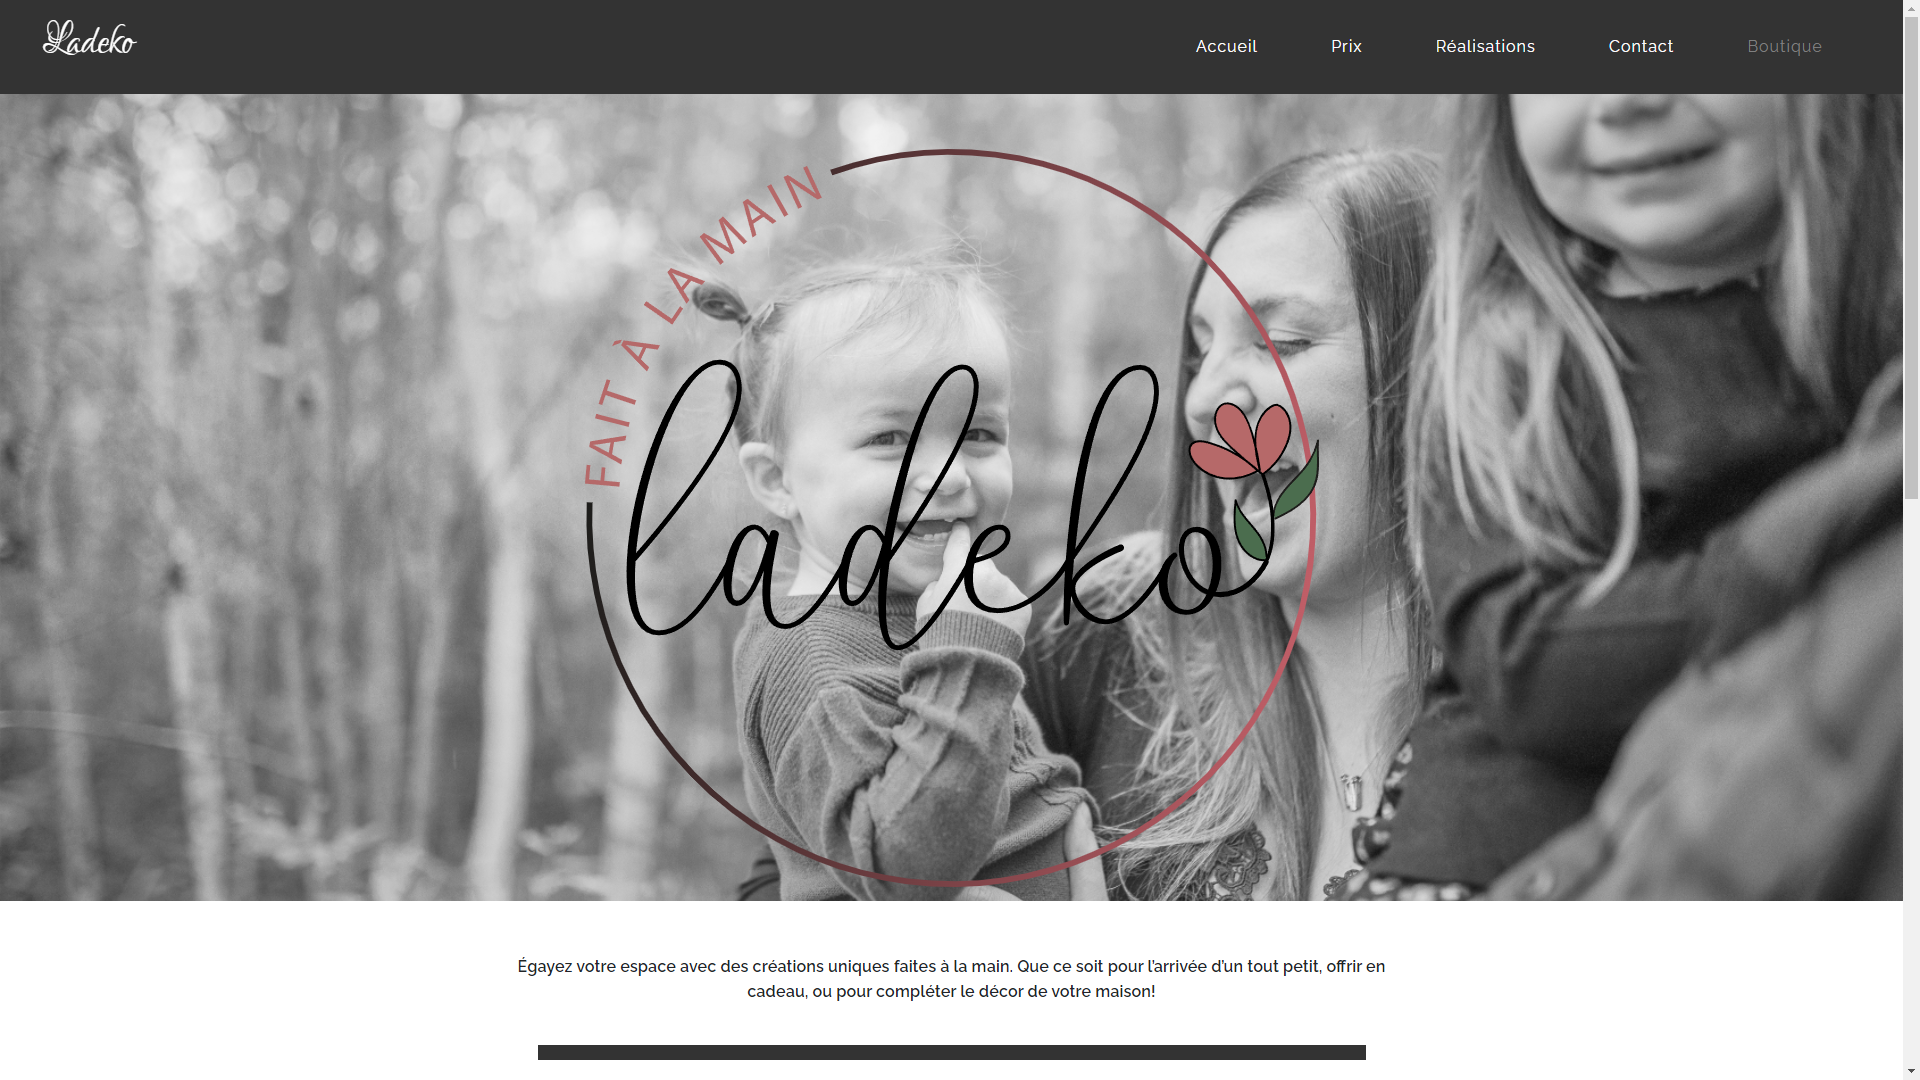 Ladeko
Accueil
Prix
Réalisations
Contact
Boutique
FAIT À LA MAIN
ladeko
Égayez votre espace avec des créations uniques faites à la main. Que ce soit pour l’arrivée d’un tout petit, offrir en
cadeau, ou pour compléter le décor de votre maison!